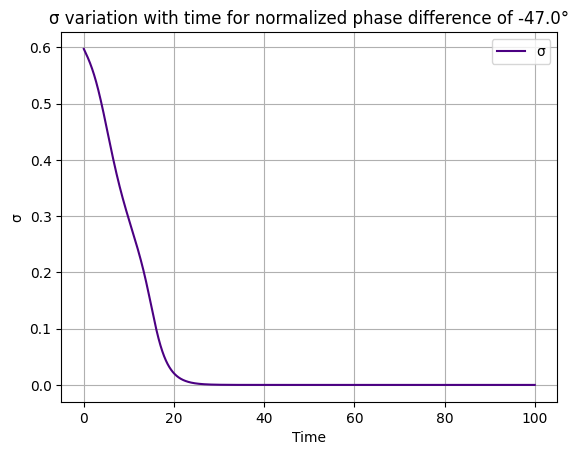 σ variation with time for normalized phase difference of -47.0°
σ
0.6
0.5
0.4
0.3
0.2
0.1
0.0
σ
0 20 40 60 80 100
Time